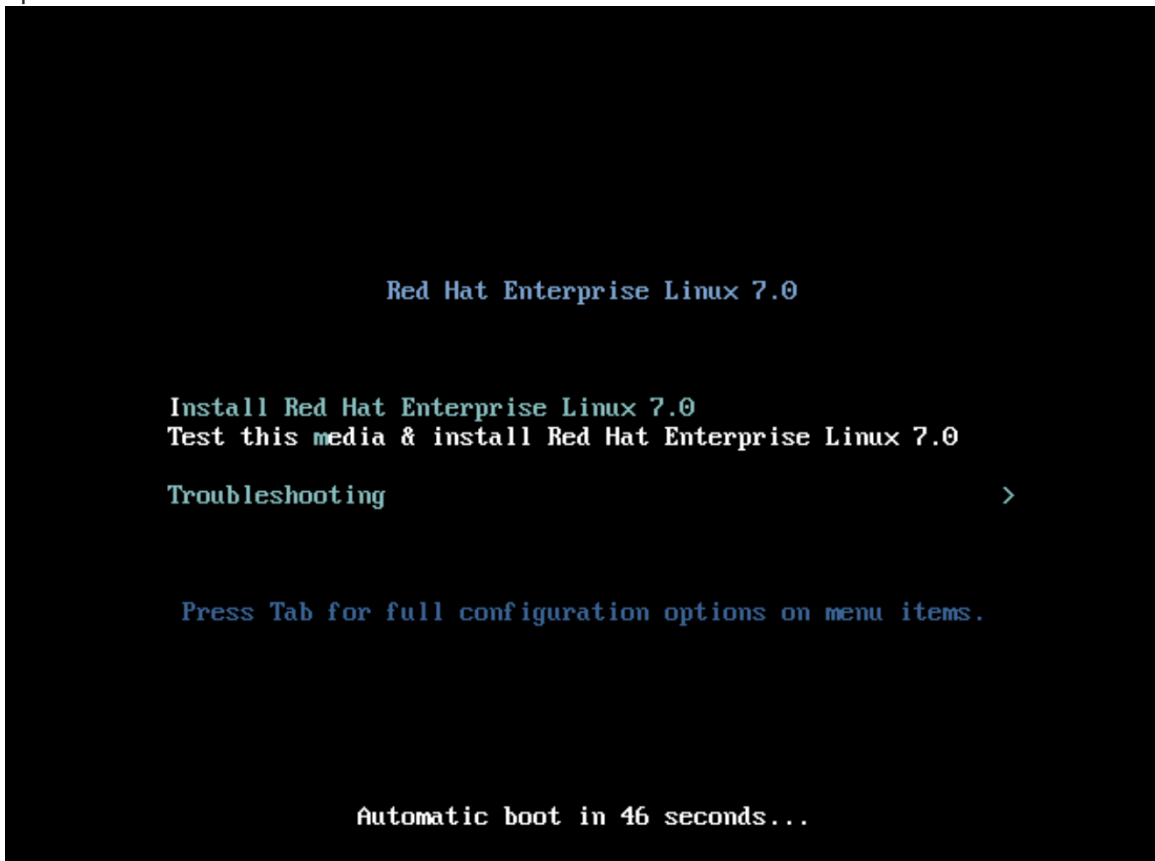 Red Hat Enterprise Linux 7.0
Install Red Hat Enterprise Linux 7.0
Test this media & install Red Hat Enterprise Linux 7.0
Troubleshooting >
Press Tab for full configuration options on menu items.
Automatic boot in 46 seconds...